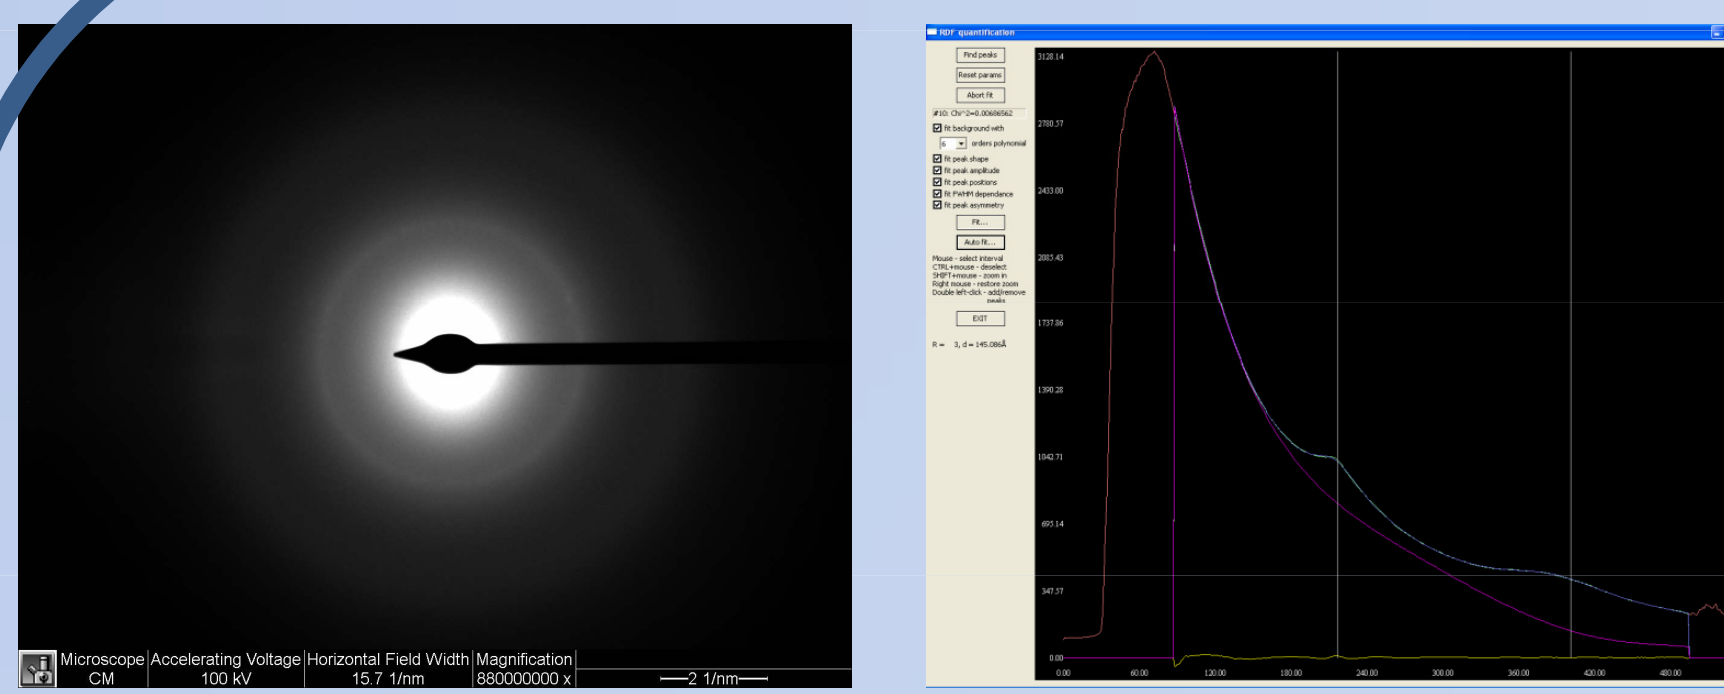 Microscope
CM
Accelerating Voltage
100 kV
Horizontal Field Width
15.7 1/nm
Magnification
880000000 x
2 1/nm
RDF quantification
Find peaks
Reset params
Abort fit
#10: Chi^2=0.00686562
fit background with
6 orders polynomial
fit peak shape
fit peak amplitude
fit peak positions
fit FWHM dependance
fit peak asymmetry
Fit...
Auto fit...
Mouse - select interval
CTRL+mouse - deselect
SHIFT+mouse - zoom in
Right mouse - restore zoom
Double left-click - add/remove
peaks
EXIT
R = 3, d = 145.086Å
3128.14
2780.57
2433.00
2085.43
1737.86
1390.28
1042.71
695.14
347.57
0.00
0.00 60.00 120.00 180.00 240.00 300.00 360.00 420.00 480.00